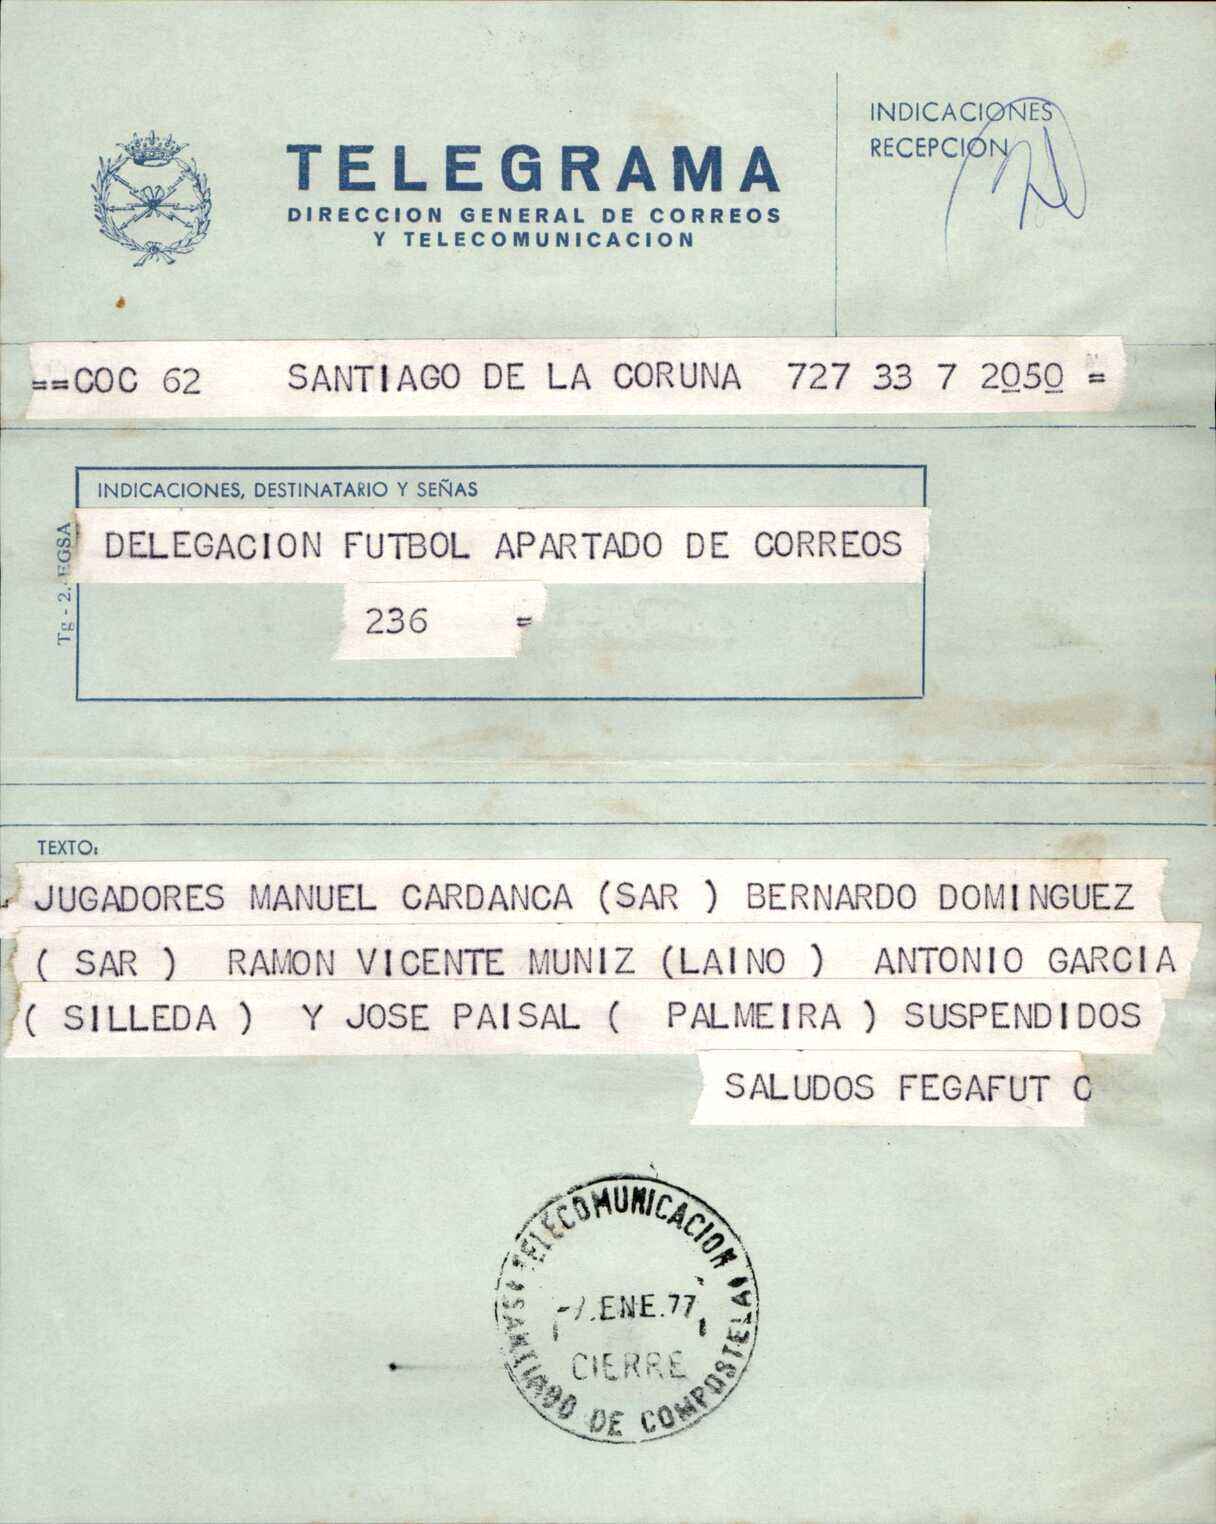 INDICACIONES
RECEPCIÓN
TELEGRAMA
DIRECCION GENERAL DE CORREOS
Y TELECOMUNICACION
==COC 62 SANTIAGO DE LA CORUNA 727 33 7 2050 =
INDICACIONES, DESTINATARIO Y SEÑAS
Tg - 2. EGSA
DELEGACION FUTBOL APARTADO DE CORREOS
236 =
TEXTO:
JUGADORES MANUEL CARDANCA (SAR ) BERNARDO DOMINGUEZ
( SAR ) RAMON VICENTE MUNIZ (LAINO ) ANTONIO GARCIA
( SILLEDA ) Y JOSE PAISAL ( PALMEIRA ) SUSPENDIDOS
SALUDOS FEGAFUT C
TELECOMUNICACION
-7.ENE.77
CIERRE
SANTIAGO DE COMPOSTELA